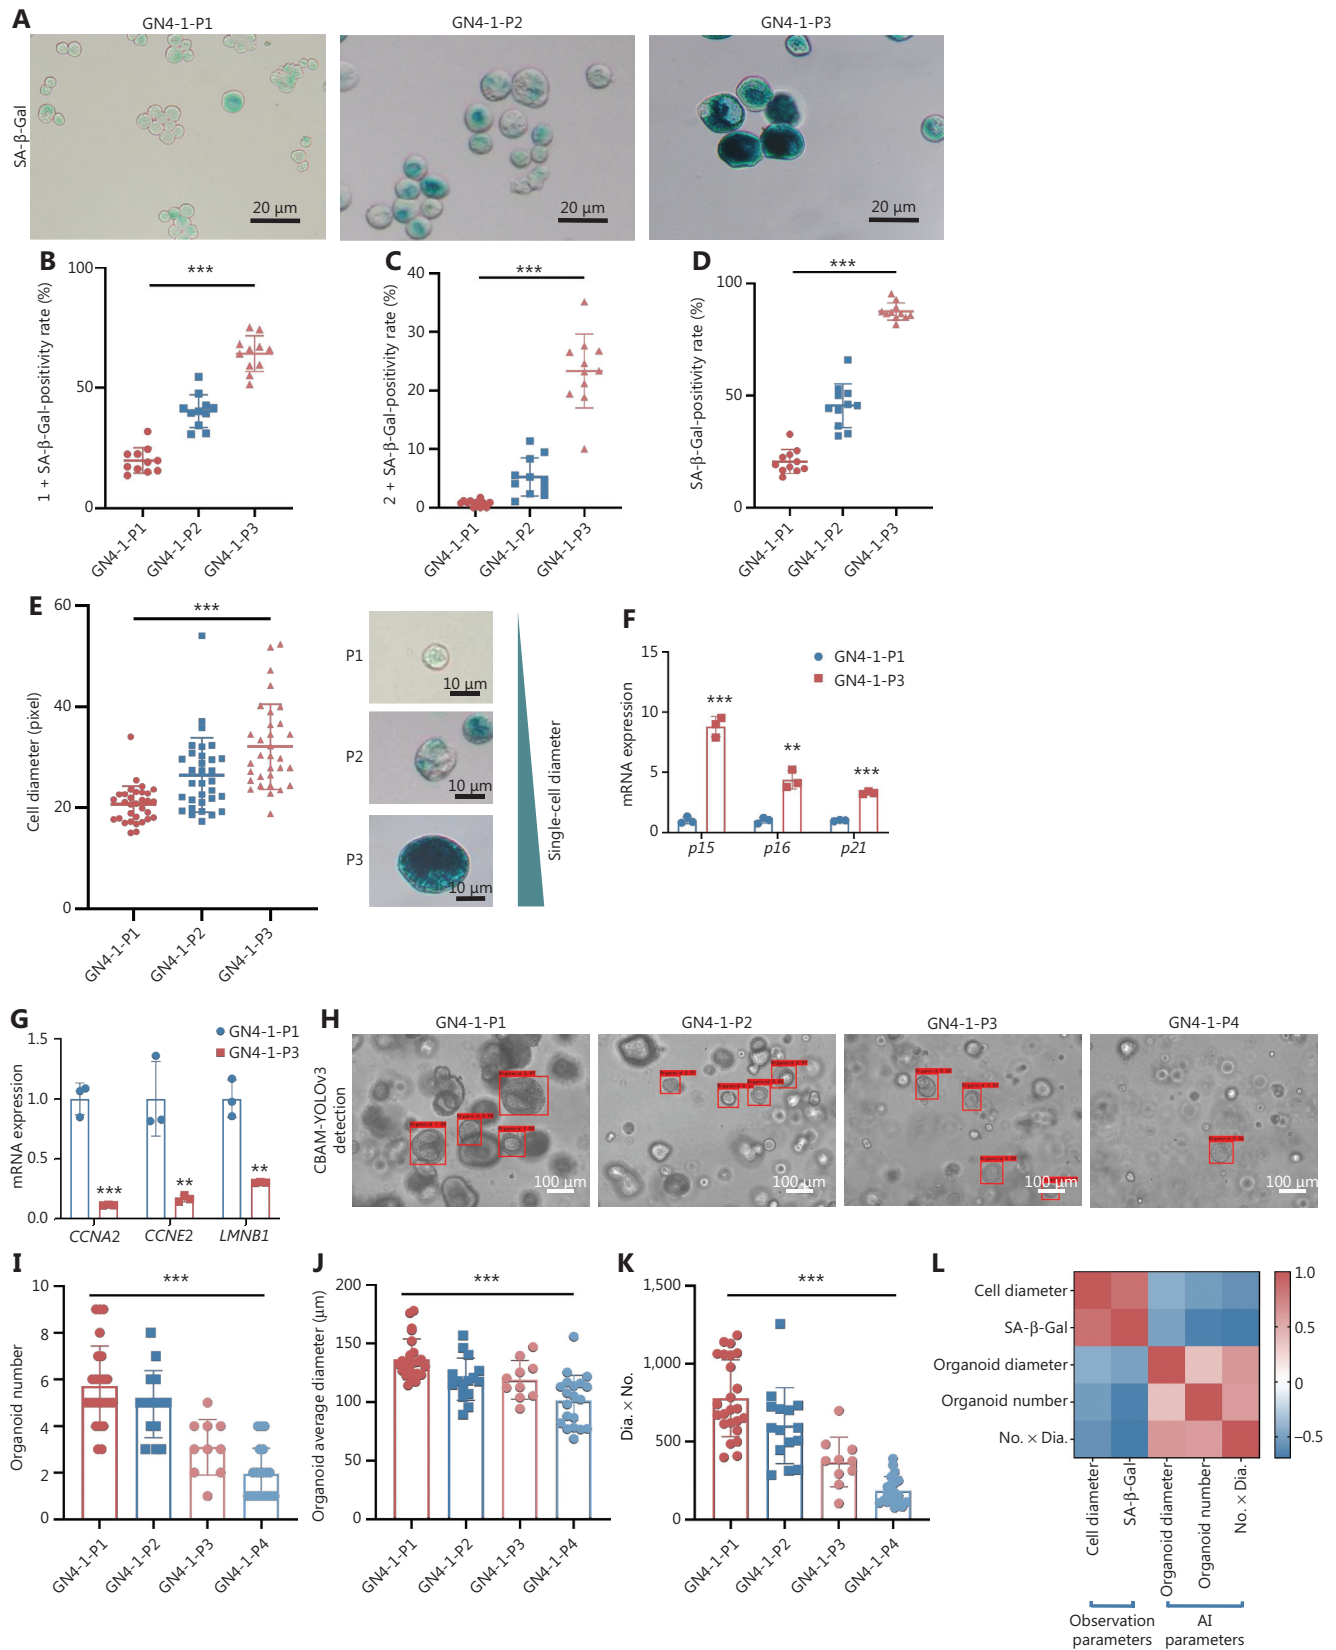 A
GN4-1-P1
GN4-1-P2
GN4-1-P3
SA-β-Gal
20 μm
20 μm
20 μm
B
1 + SA-β-Gal-positivity rate (%)
100
50
0
***
GN4-1-P1
GN4-1-P2
GN4-1-P3
C
2 + SA-β-Gal-positivity rate (%)
40
30
20
10
0
***
GN4-1-P1
GN4-1-P2
GN4-1-P3
D
SA-β-Gal-positivity rate (%)
100
50
0
***
GN4-1-P1
GN4-1-P2
GN4-1-P3
E
Cell diameter (pixel)
60
40
20
0
***
GN4-1-P1
GN4-1-P2
GN4-1-P3
P1
10 μm
P2
10 μm
P3
10 μm
Single-cell diameter
F
mRNA expression
15
10
5
0
GN4-1-P1
GN4-1-P3
***
**
***
p15
p16
p21
G
mRNA expression
1.5
1.0
0.5
0.0
GN4-1-P1
GN4-1-P3
***
**
**
CCNA2
CCNE2
LMNB1
H
GN4-1-P1
GN4-1-P2
GN4-1-P3
GN4-1-P4
CBAM-YOLOv3
detection
100 μm
100 μm
100 μm
100 μm
I
Organoid number
10
8
6
4
2
0
***
GN4-1-P1
GN4-1-P2
GN4-1-P3
GN4-1-P4
J
Organoid average diameter (μm)
200
150
100
50
0
***
GN4-1-P1
GN4-1-P2
GN4-1-P3
GN4-1-P4
K
Dia. × No.
1,500
1,000
500
0
***
GN4-1-P1
GN4-1-P2
GN4-1-P3
GN4-1-P4
L
Cell diameter
SA-β-Gal
Organoid diameter
Organoid number
No. × Dia.
1.0
0.5
0
−0.5
Cell diameter
SA-β-Gal
Organoid diameter
Organoid number
No. × Dia.
Observation
parameters
AI
parameters